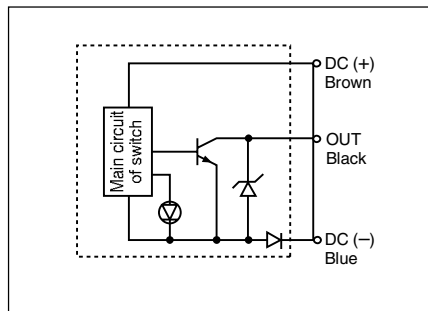 Main circuit
of switch
DC (+)
Brown
OUT
Black
DC (−)
Blue